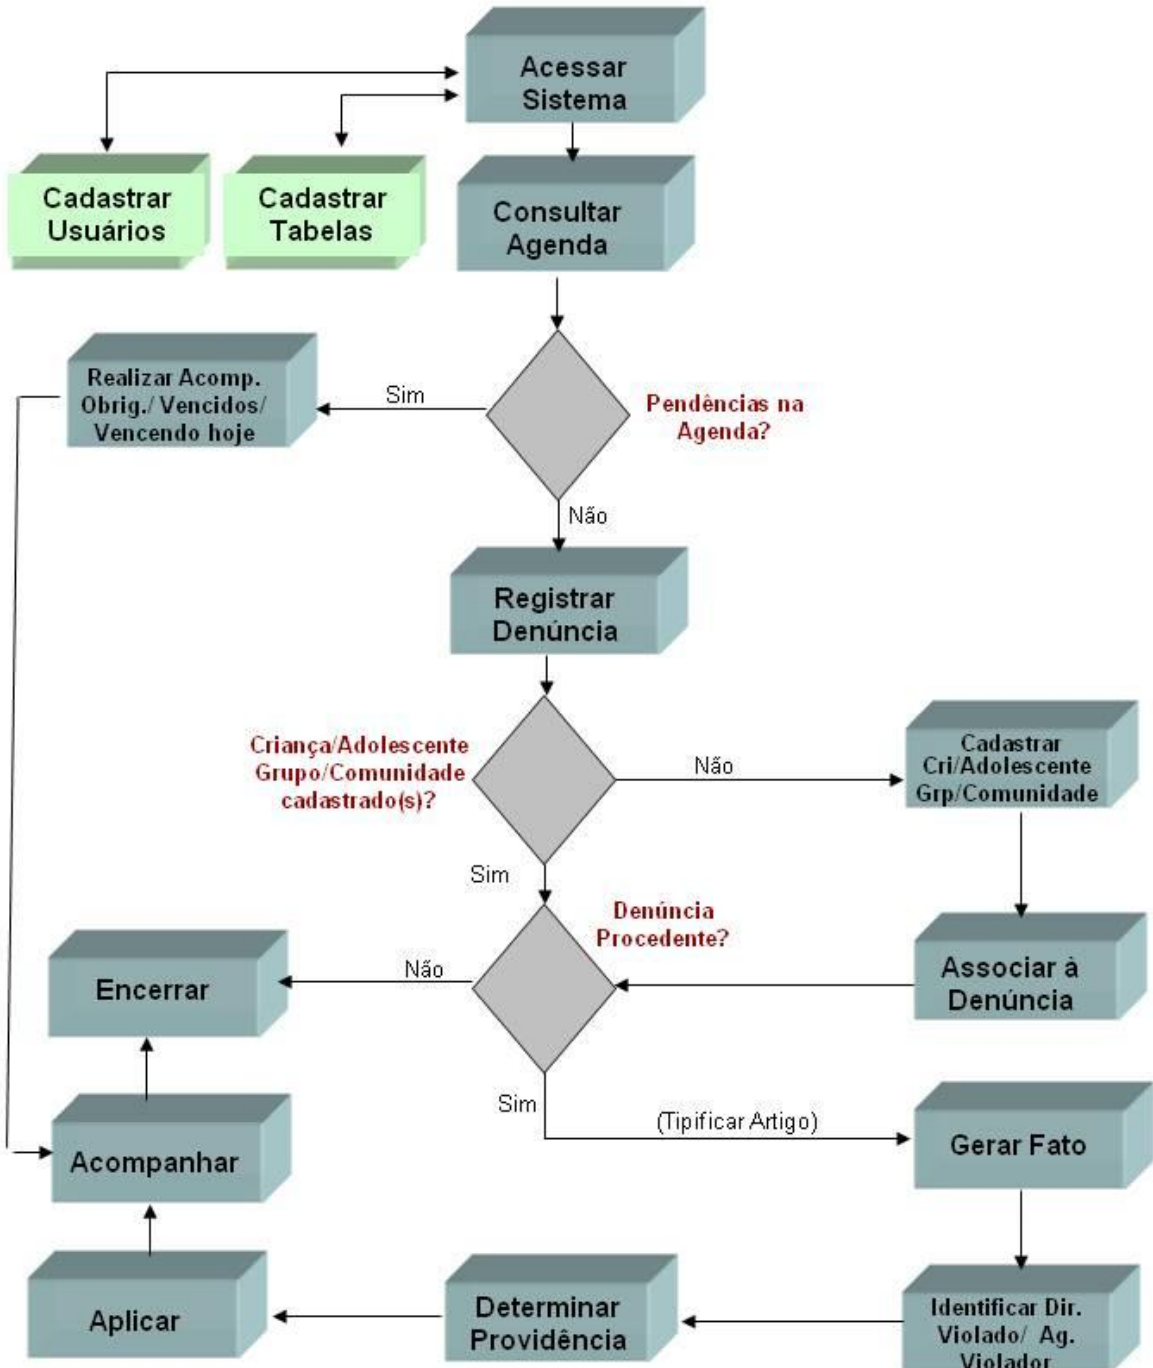 Acessar
Sistema
Cadastrar
Usuários
Cadastrar
Tabelas
Consultar
Agenda
Realizar Acomp.
Obrig./ Vencidos/
Vencendo hoje
Sim
Pendências na
Agenda?
Não
Registrar
Denúncia
Criança/Adolescente
Grupo/Comunidade
cadastrado(s)?
Não
Cadastrar
Cri/Adolescente
Grp/Comunidade
Sim
Denúncia
Procedente?
Encerrar
Não
Associar à
Denúncia
Sim
(Tipificar Artigo)
Gerar Fato
Acompanhar
Aplicar
Determinar
Providência
Identificar Dir.
Violado/ Ag.
Violador